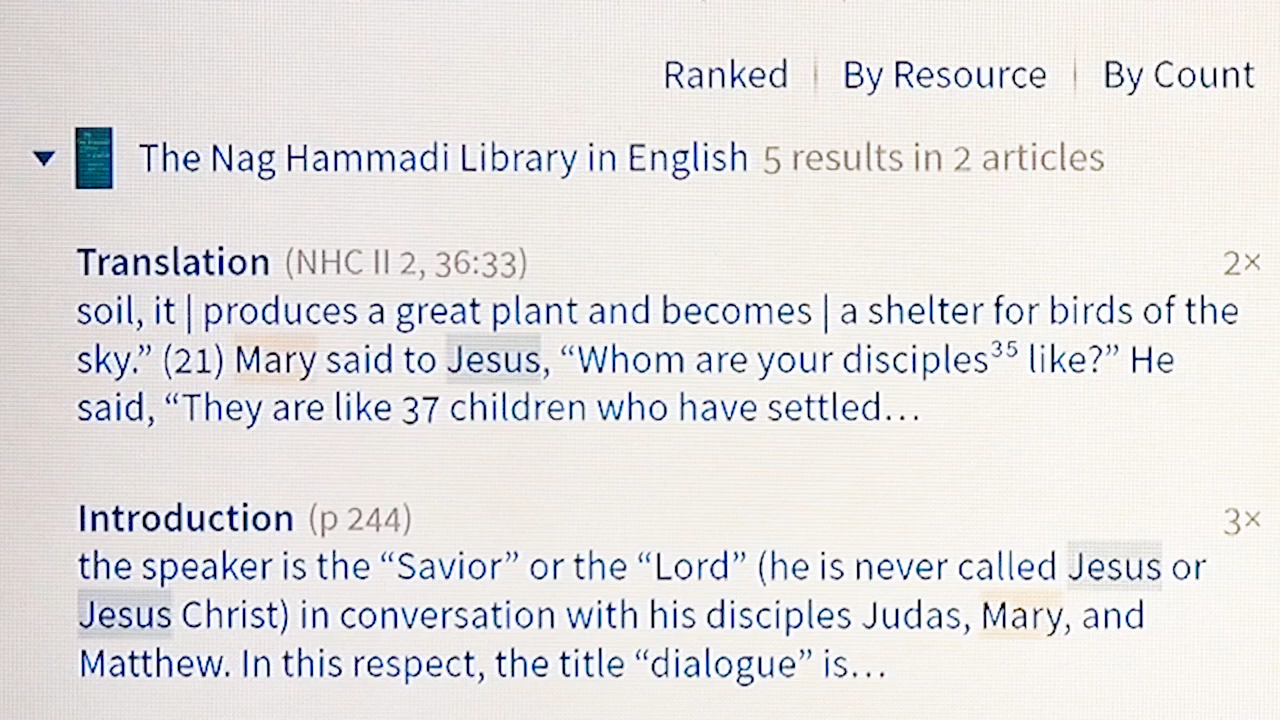 Ranked | By Resource | By Count
The Nag Hammadi Library in English 5 results in 2 articles
Translation (NHC II 2, 36:33) 2×
soil, it | produces a great plant and becomes | a shelter for birds of the
sky.” (21) Mary said to Jesus, “Whom are your disciples³⁵ like?” He
said, “They are like 37 children who have settled…
Introduction (p 244) 3×
the speaker is the “Savior” or the “Lord” (he is never called Jesus or
Jesus Christ) in conversation with his disciples Judas, Mary, and
Matthew. In this respect, the title “dialogue” is…